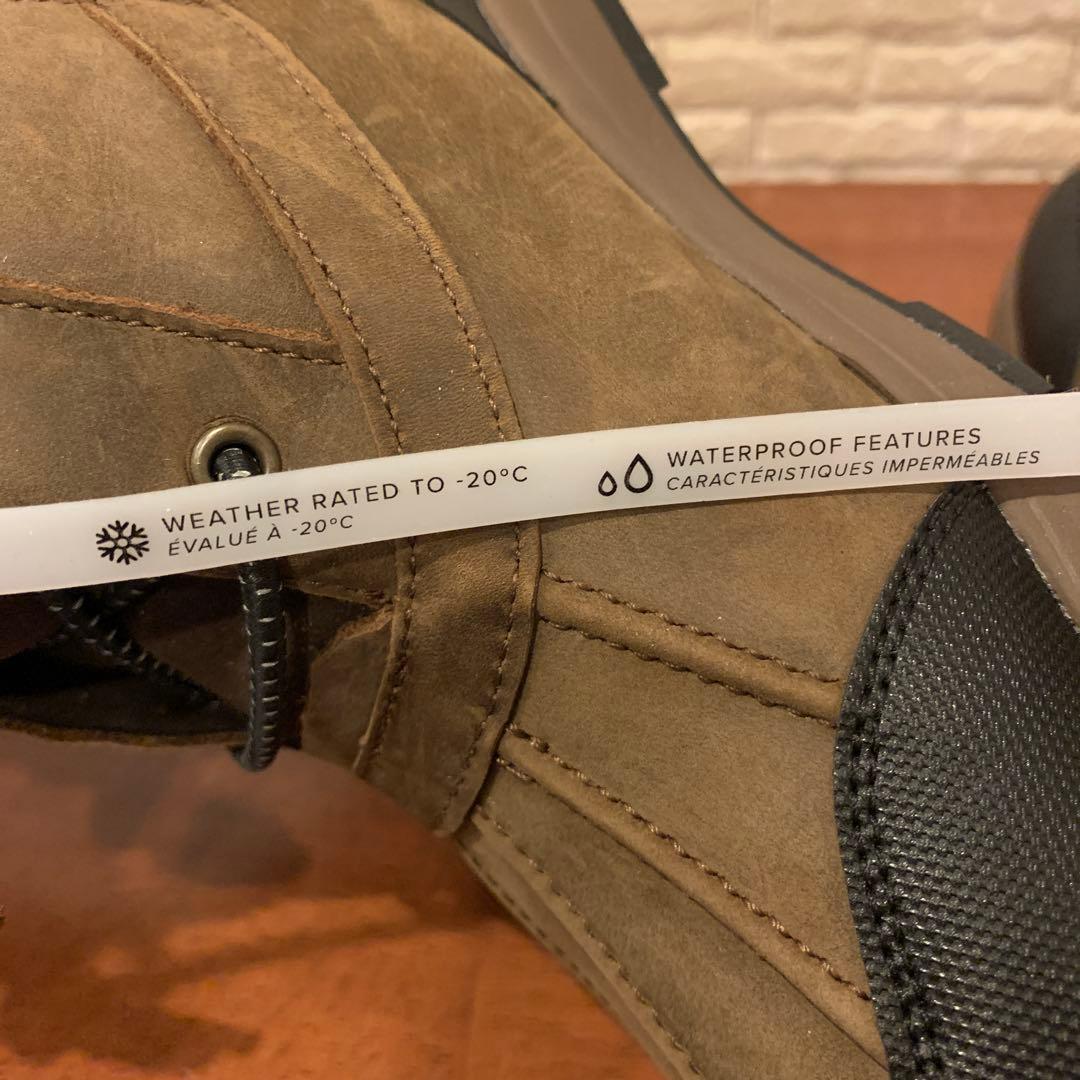 WEATHER RATED TO -20°C
ÉVALUÉ À -20°C
WATERPROOF FEATURES
CARACTÉRISTIQUES IMPERMÉABLES